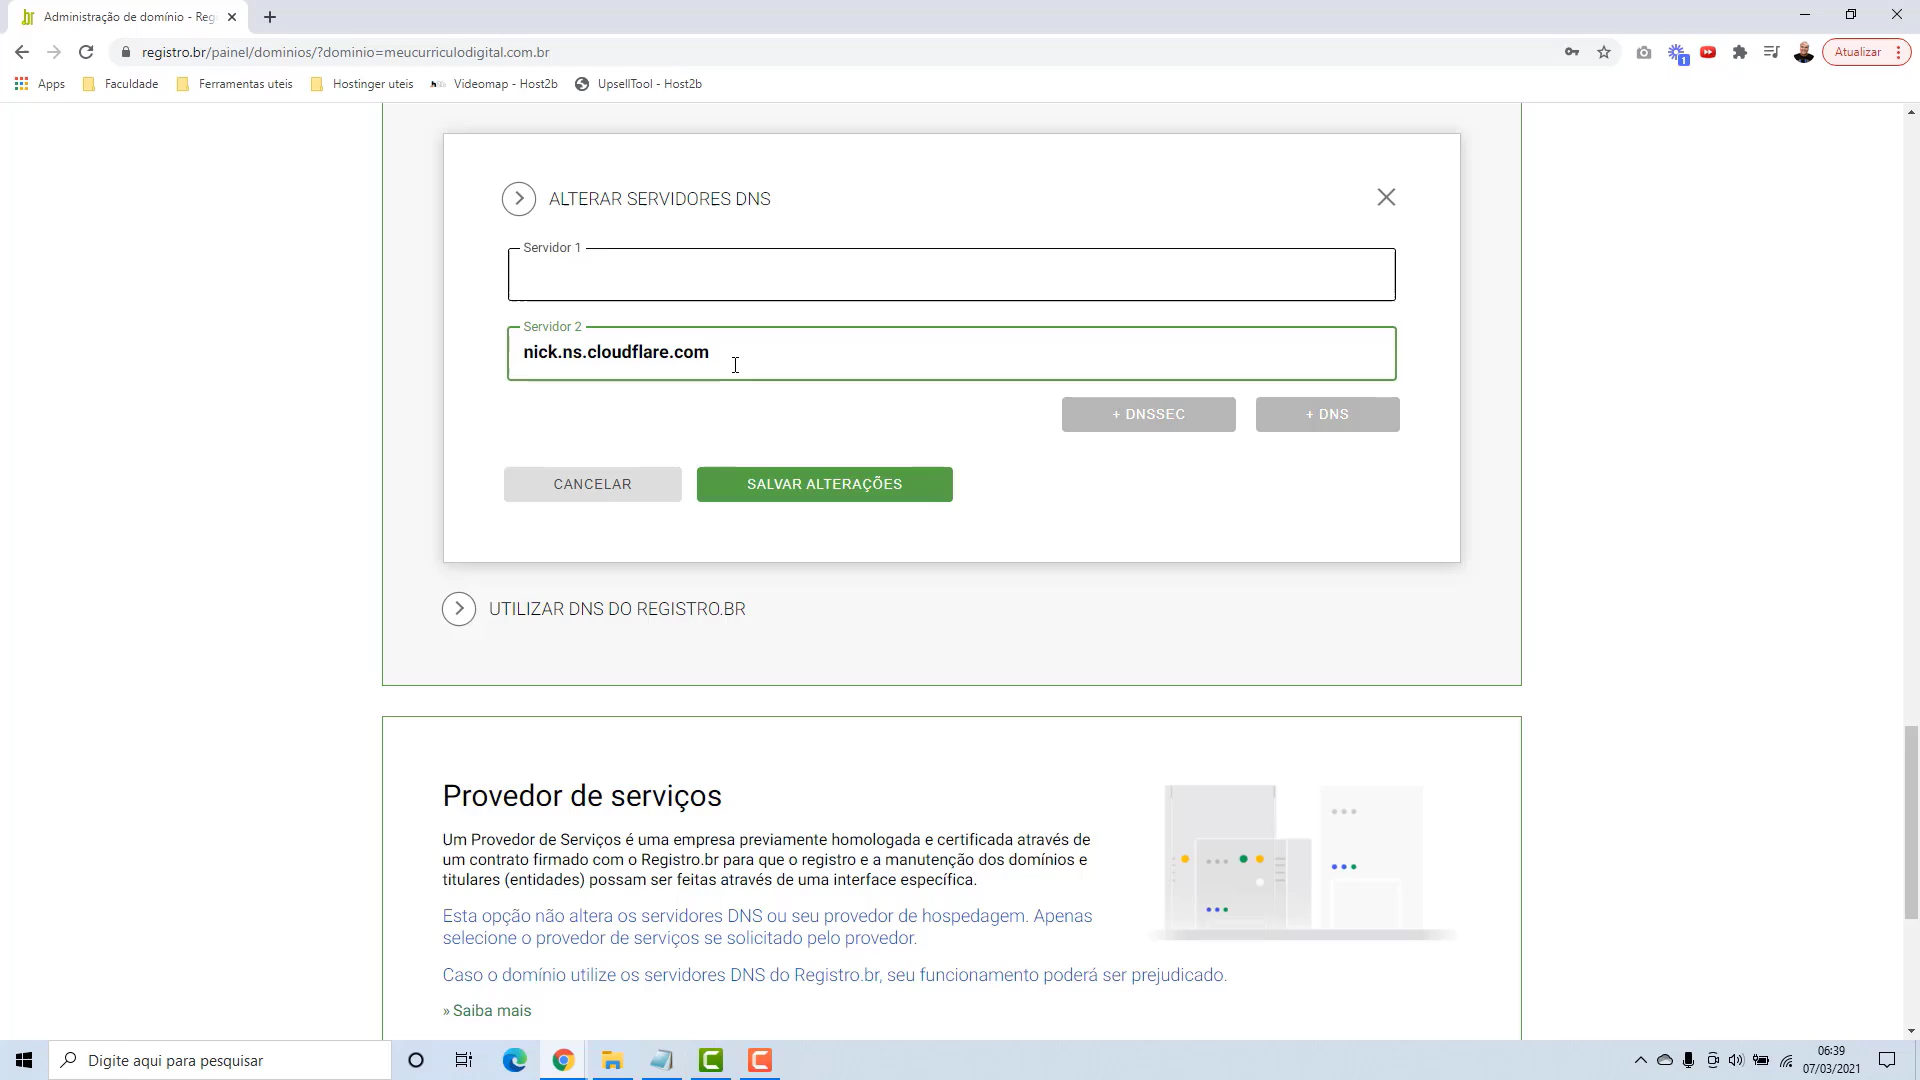 Administração de domínio - Reg
registro.br/painel/dominios/?dominio=meucurriculodigital.com.br
1
Atualizar
Apps
Faculdade
Ferramentas uteis
Hostinger uteis
Videomap - Host2b
UpsellTool - Host2b
ALTERAR SERVIDORES DNS
Servidor 1
Servidor 2
nick.ns.cloudflare.com
+ DNSSEC
+ DNS
CANCELAR
SALVAR ALTERAÇÕES
UTILIZAR DNS DO REGISTRO.BR
Provedor de serviços
Um Provedor de Serviços é uma empresa previamente homologada e certificada através de
um contrato firmado com o Registro.br para que o registro e a manutenção dos domínios e
titulares (entidades) possam ser feitas através de uma interface específica.
Esta opção não altera os servidores DNS ou seu provedor de hospedagem. Apenas
selecione o provedor de serviços se solicitado pelo provedor.
Caso o domínio utilize os servidores DNS do Registro.br, seu funcionamento poderá ser prejudicado.
» Saiba mais
Digite aqui para pesquisar
06:39
07/03/2021